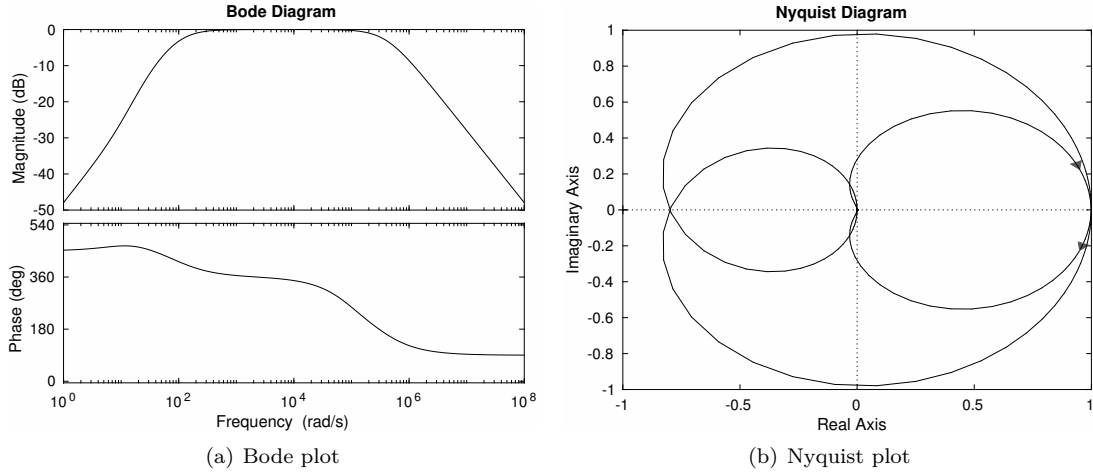 Bode Diagram
Magnitude (dB)
0
-10
-20
-30
-40
-50
Phase (deg)
540
360
180
0
10^0 10^2 10^4 10^6 10^8
Frequency (rad/s)
(a) Bode plot
Nyquist Diagram
Imaginary Axis
1
0.8
0.6
0.4
0.2
0
-0.2
-0.4
-0.6
-0.8
-1
-1 -0.5 0 0.5 1
Real Axis
(b) Nyquist plot